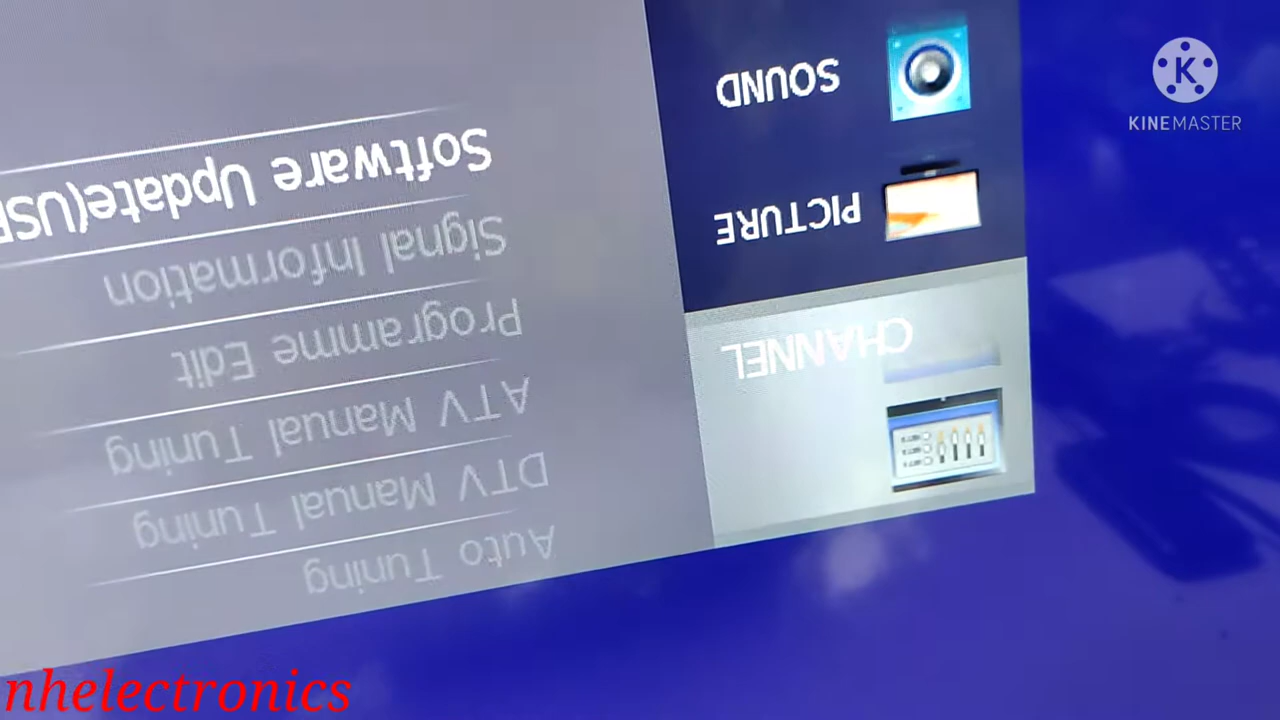 CHANNEL
PICTURE
SOUND
Auto Tuning
DTV Manual Tuning
ATV Manual Tuning
Programme Edit
Signal Information
Software Update(USB
KINEMASTER
nhelectronics